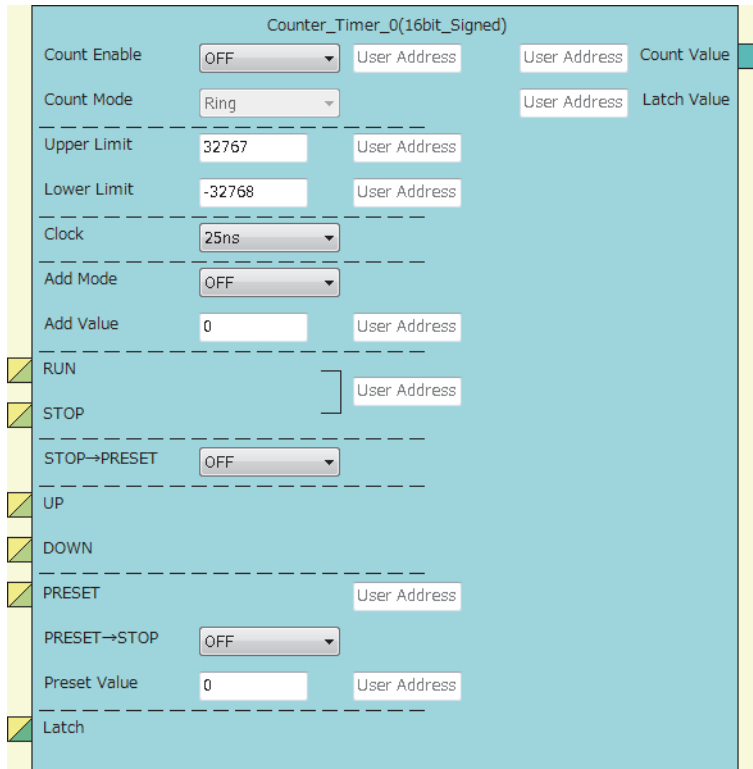 Counter_Timer_0(16bit_Signed)
Count Enable OFF User Address User Address Count Value
Count Mode Ring User Address Latch Value
Upper Limit 32767 User Address
Lower Limit -32768 User Address
Clock 25ns
Add Mode OFF
Add Value 0 User Address
RUN
User Address
STOP
STOP→PRESET OFF
UP
DOWN
PRESET User Address
PRESET→STOP OFF
Preset Value 0 User Address
Latch